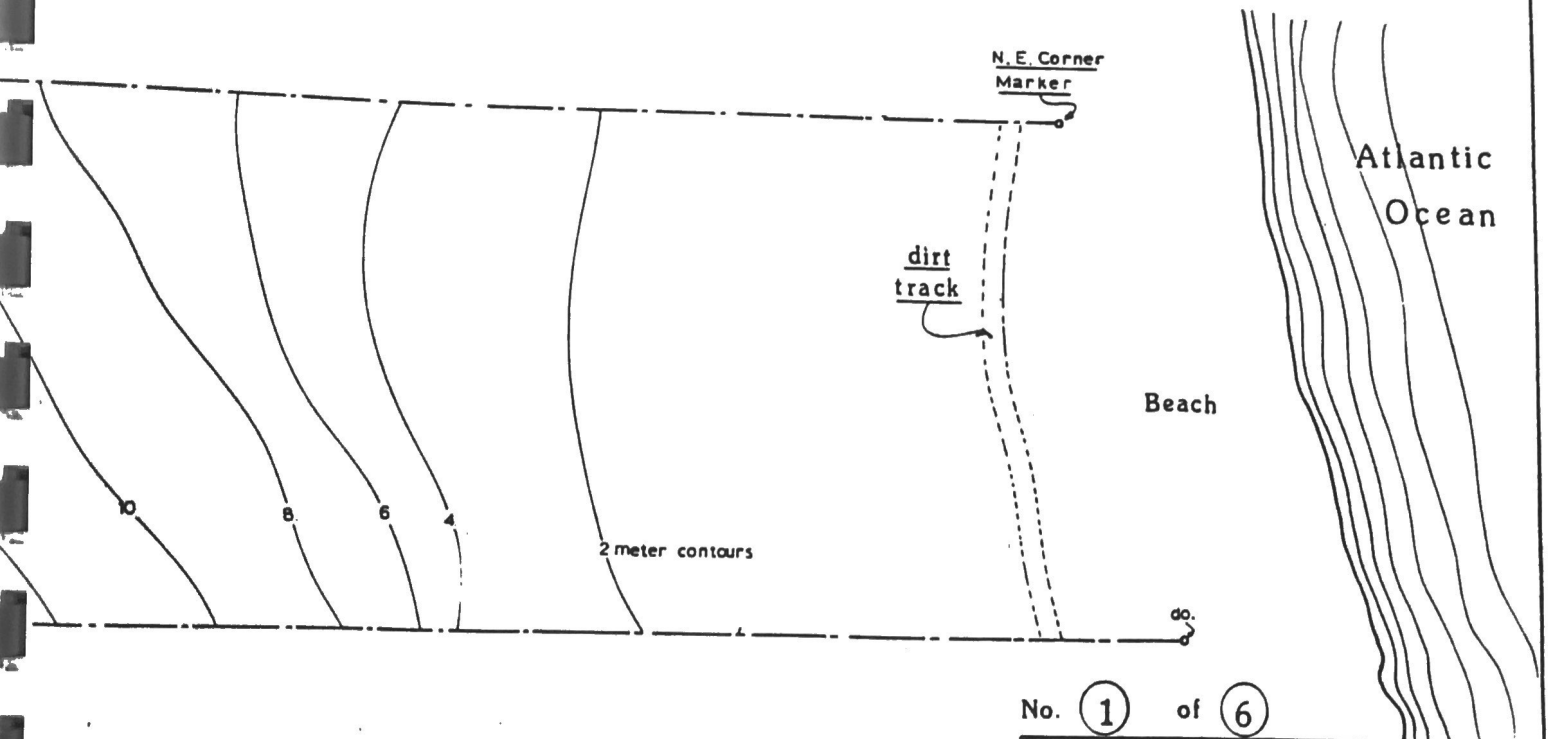 N. E. Corner
Marker
Atlantic
Ocean
dirt
track
Beach
10
8
6
4
2 meter contours
do.
No. 1 of 6